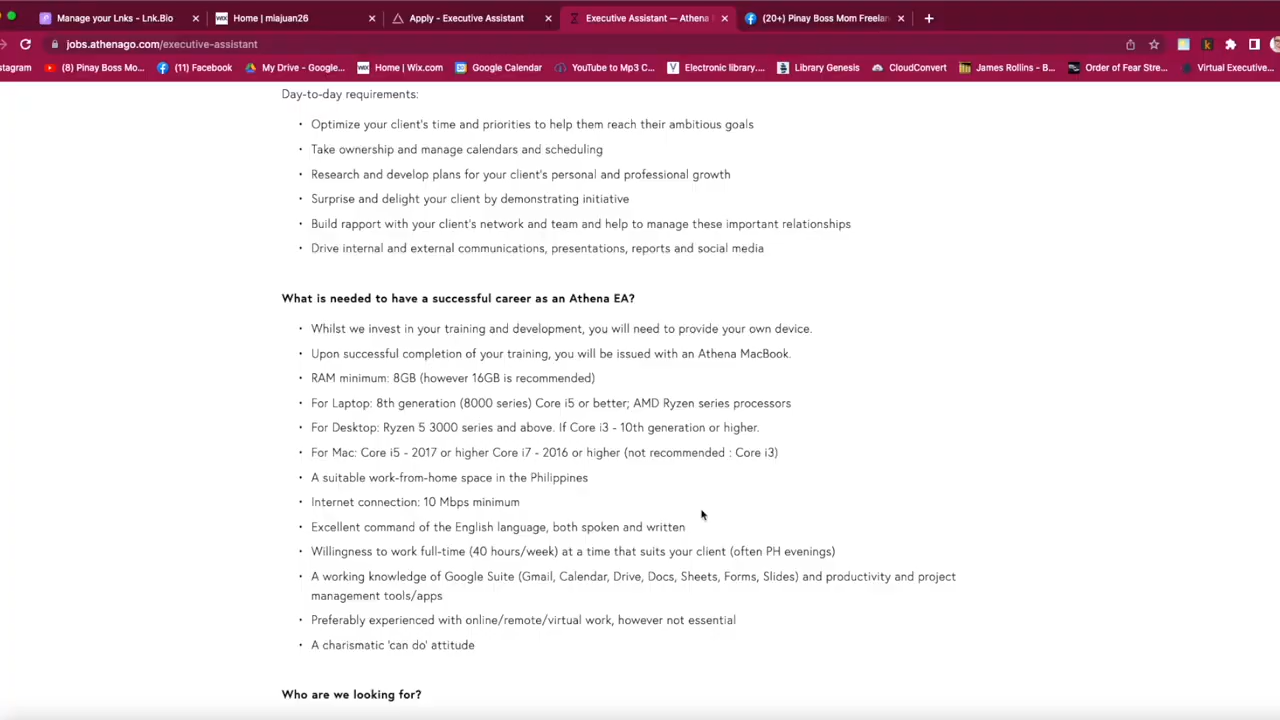 Manage your Lnks - Lnk.Bio
WIX Home | miajuan26
Apply - Executive Assistant
Executive Assistant — Athena
(20+) Pinay Boss Mom Freelan
jobs.athenago.com/executive-assistant
stagram
(8) Pinay Boss Mo...
(11) Facebook
My Drive - Google...
WIX Home | Wix.com
Google Calendar
YouTube to Mp3 C...
Electronic library....
Library Genesis
CloudConvert
James Rollins - B...
Order of Fear Stre...
Virtual Executive...
Day-to-day requirements:
• Optimize your client's time and priorities to help them reach their ambitious goals
• Take ownership and manage calendars and scheduling
• Research and develop plans for your client's personal and professional growth
• Surprise and delight your client by demonstrating initiative
• Build rapport with your client's network and team and help to manage these important relationships
• Drive internal and external communications, presentations, reports and social media
What is needed to have a successful career as an Athena EA?
• Whilst we invest in your training and development, you will need to provide your own device.
• Upon successful completion of your training, you will be issued with an Athena MacBook.
• RAM minimum: 8GB (however 16GB is recommended)
• For Laptop: 8th generation (8000 series) Core i5 or better; AMD Ryzen series processors
• For Desktop: Ryzen 5 3000 series and above. If Core i3 - 10th generation or higher.
• For Mac: Core i5 - 2017 or higher Core i7 - 2016 or higher (not recommended : Core i3)
• A suitable work-from-home space in the Philippines
• Internet connection: 10 Mbps minimum
• Excellent command of the English language, both spoken and written
• Willingness to work full-time (40 hours/week) at a time that suits your client (often PH evenings)
• A working knowledge of Google Suite (Gmail, Calendar, Drive, Docs, Sheets, Forms, Slides) and productivity and project
management tools/apps
• Preferably experienced with online/remote/virtual work, however not essential
• A charismatic 'can do' attitude
Who are we looking for?